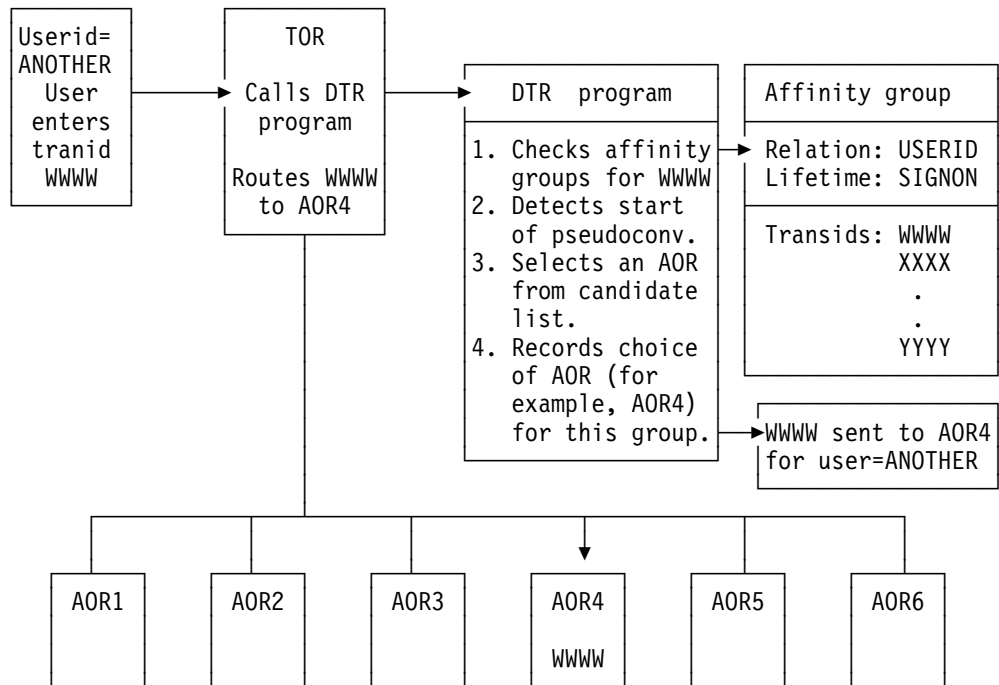 Userid=
ANOTHER
User
enters
tranid
WWWW
TOR
Calls DTR
program
Routes WWWW
to AOR4
DTR program
1. Checks affinity
groups for WWWW
2. Detects start
of pseudoconv.
3. Selects an AOR
from candidate
list.
4. Records choice
of AOR (for
example, AOR4)
for this group.
Affinity group
Relation: USERID
Lifetime: SIGNON
Transids: WWWW
XXXX
.
.
YYYY
WWWW sent to AOR4
for user=ANOTHER
AOR1
AOR2
AOR3
AOR4
WWWW
AOR5
AOR6